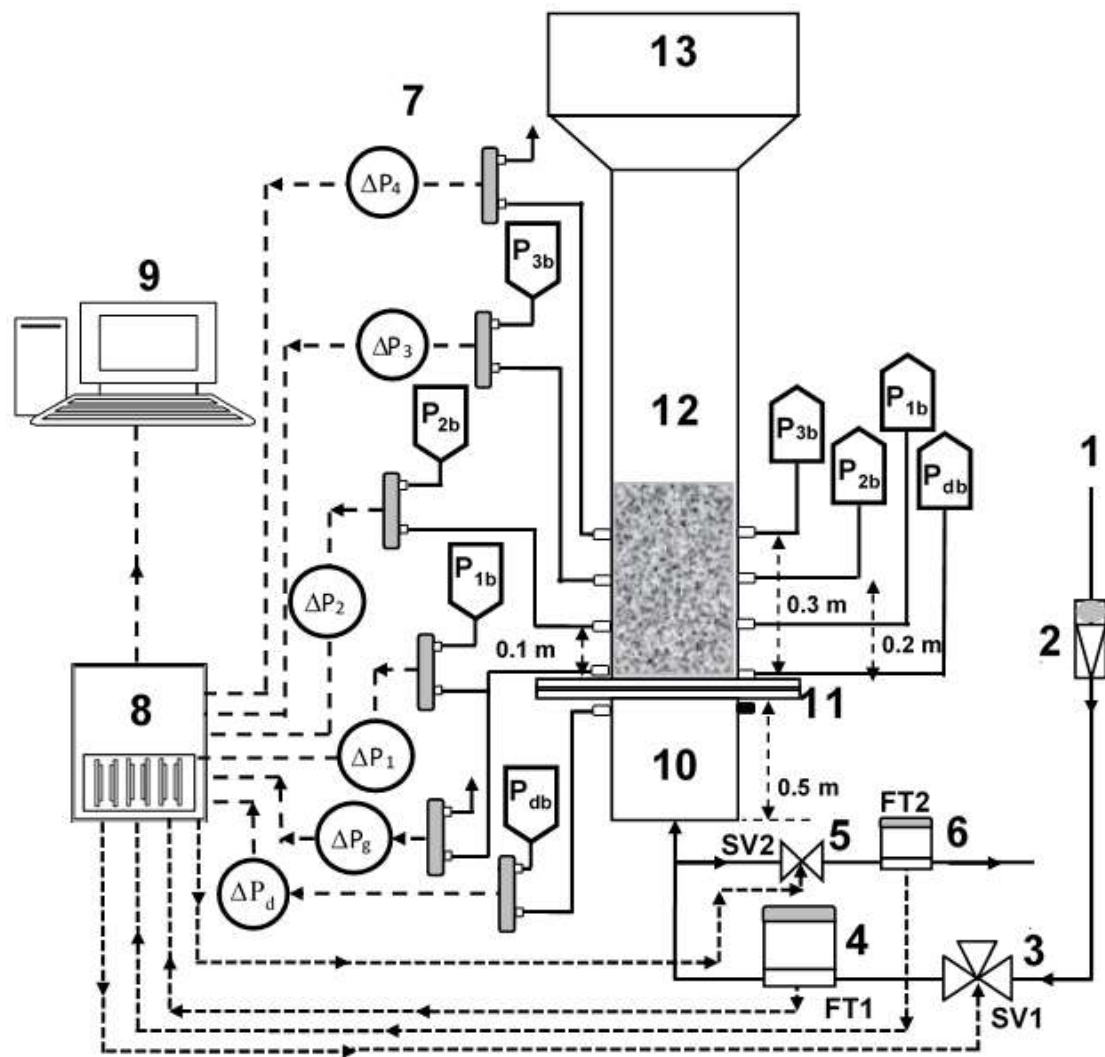 13
7
ΔP4
P3b
9
ΔP3
P2b
12
P3b
P1b
P2b
Pdb
1
P1b
ΔP2
0.3 m
0.2 m
2
0.1 m
8
11
ΔP1
10
Pdb
0.5 m
FT2
ΔPg
SV2
5
6
ΔPd
4
3
FT1
SV1